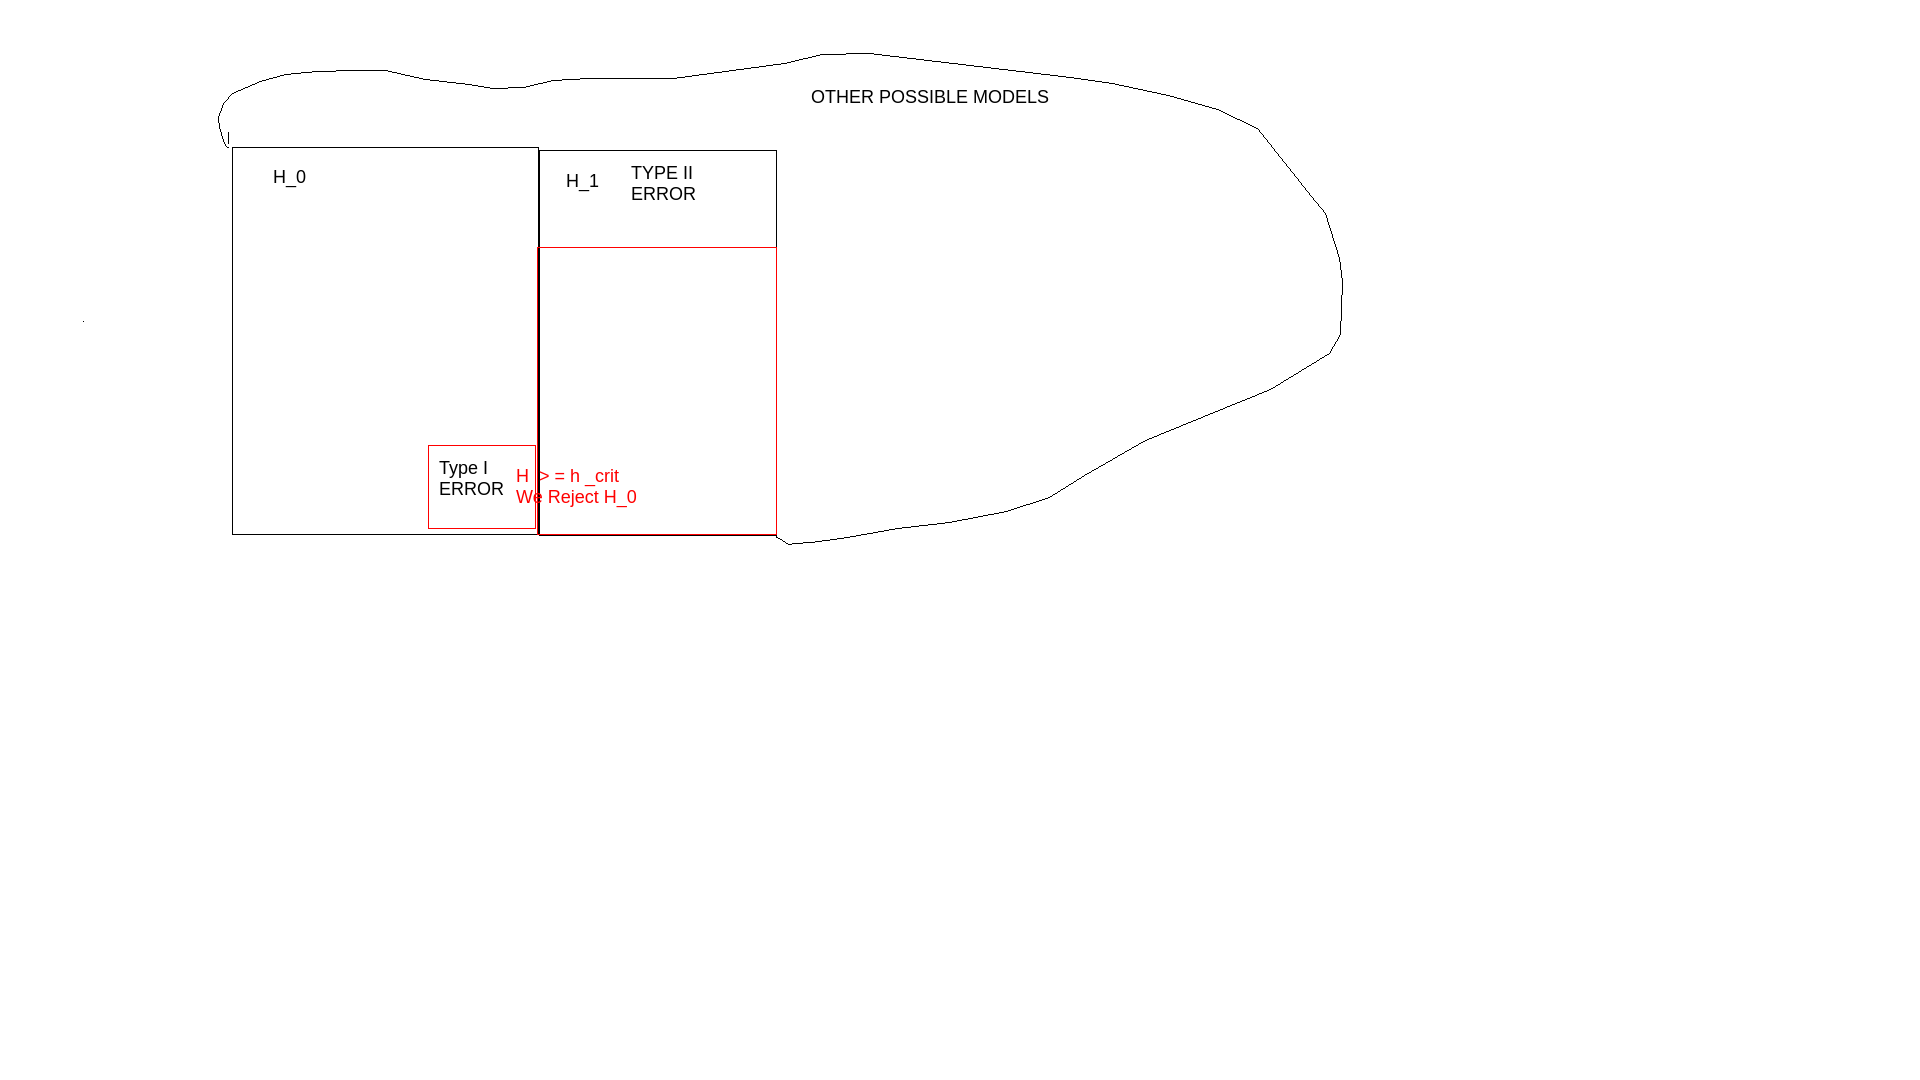 OTHER POSSIBLE MODELS
H_0
H_1
TYPE II
ERROR
Type I
ERROR
H > = h _crit
We Reject H_0